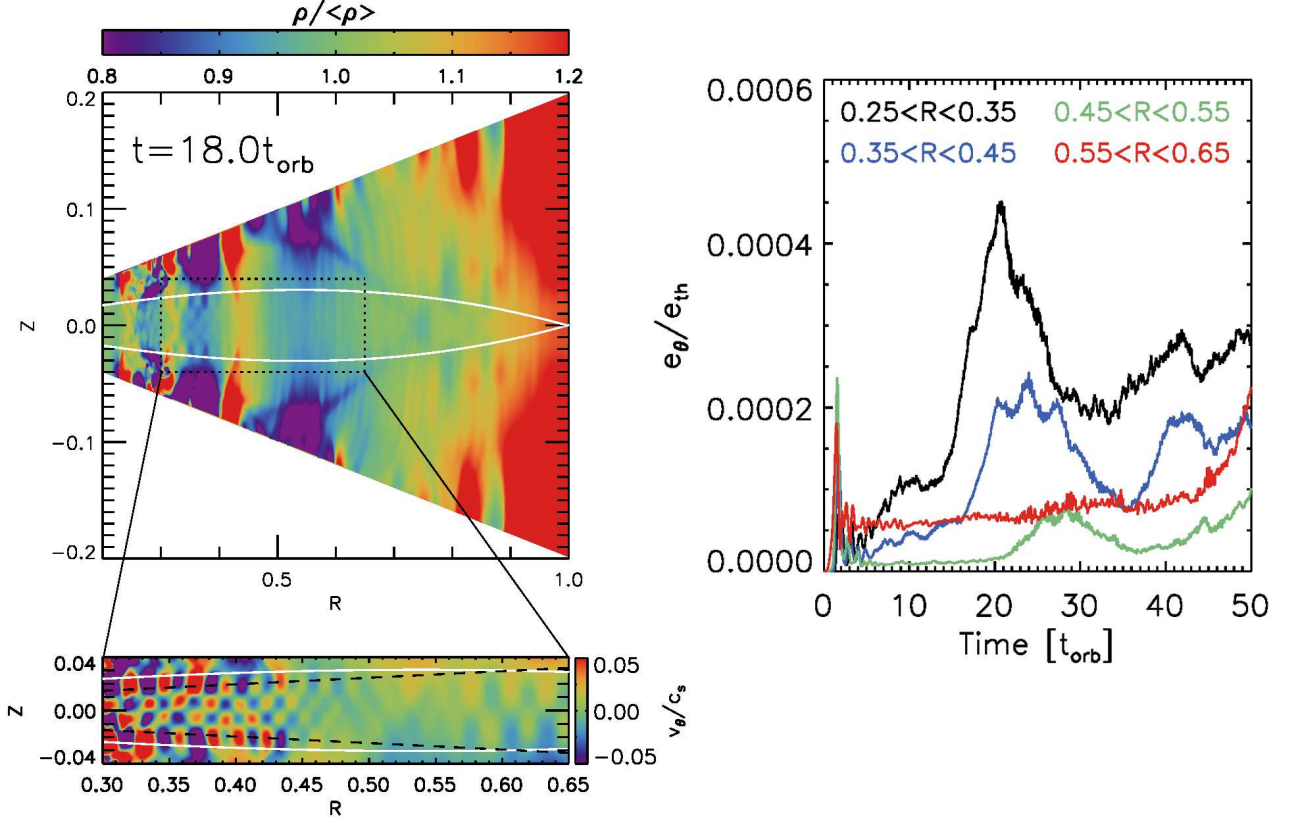 ρ/<ρ>
0.8 0.9 1.0 1.1 1.2
0.2
t=18.0t_orb
0.1
Z
0.0
-0.1
-0.2
0.5 1.0
R
0.04
0.00
-0.04
Z
0.30 0.35 0.40 0.45 0.50 0.55 0.60 0.65
R
0.05
0.00
-0.05
v_θ/c_s
0.0006
0.25<R<0.35 0.45<R<0.55
0.35<R<0.45 0.55<R<0.65
0.0004
e_θ/e_th
0.0002
0.0000
0 10 20 30 40 50
Time [t_orb]